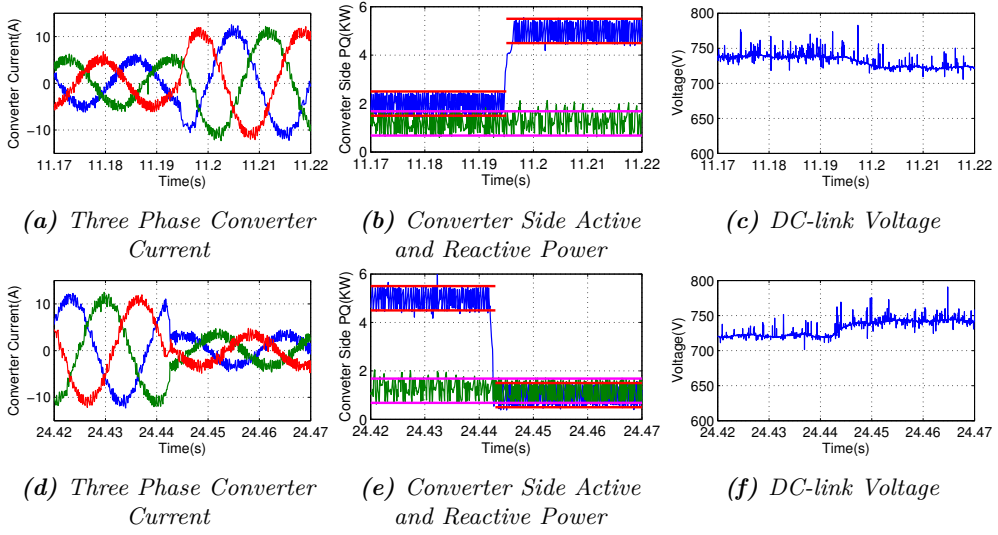 10
0
−10
Converter Current(A)
11.17
11.18
11.19
11.2
11.21
11.22
Time(s)
(a) Three Phase Converter
Current
6
4
2
0
Converter Side PQ(KW)
11.17
11.18
11.19
11.2
11.21
11.22
Time(s)
(b) Converter Side Active
and Reactive Power
800
750
700
650
600
Voltage(V)
11.17
11.18
11.19
11.2
11.21
11.22
Time(s)
(c) DC-link Voltage
10
0
−10
Converter Current(A)
24.42
24.43
24.44
24.45
24.46
24.47
Time(s)
(d) Three Phase Converter
Current
6
4
2
0
Conveter Side PQ(KW)
24.42
24.43
24.44
24.45
24.46
24.47
Time(s)
(e) Converter Side Active
and Reactive Power
800
750
700
650
600
Voltage(V)
24.42
24.43
24.44
24.45
24.46
24.47
Time(s)
(f) DC-link Voltage